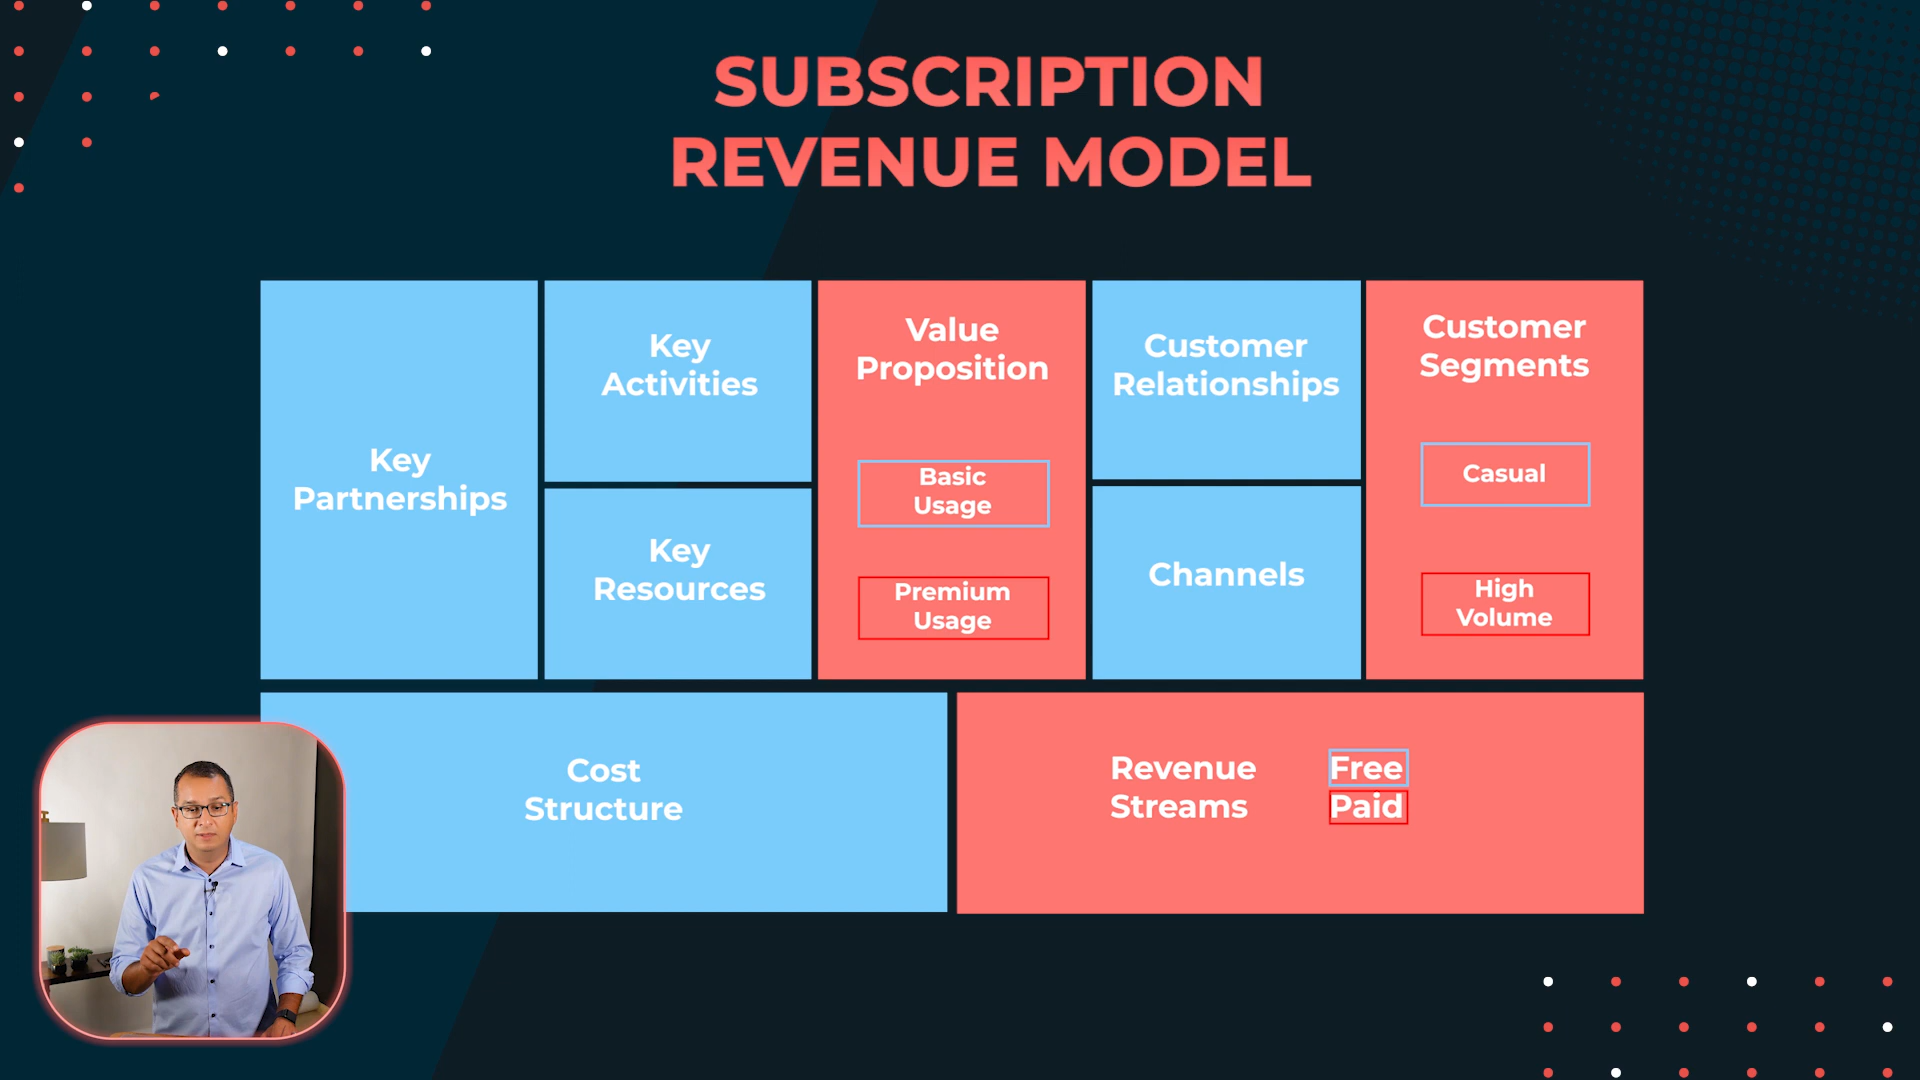 SUBSCRIPTION
REVENUE MODEL
Key
Partnerships
Key
Activities
Key
Resources
Value
Proposition
Basic
Usage
Premium
Usage
Customer
Relationships
Channels
Customer
Segments
Casual
High
Volume
Cost
Structure
Revenue
Streams
Free
Paid